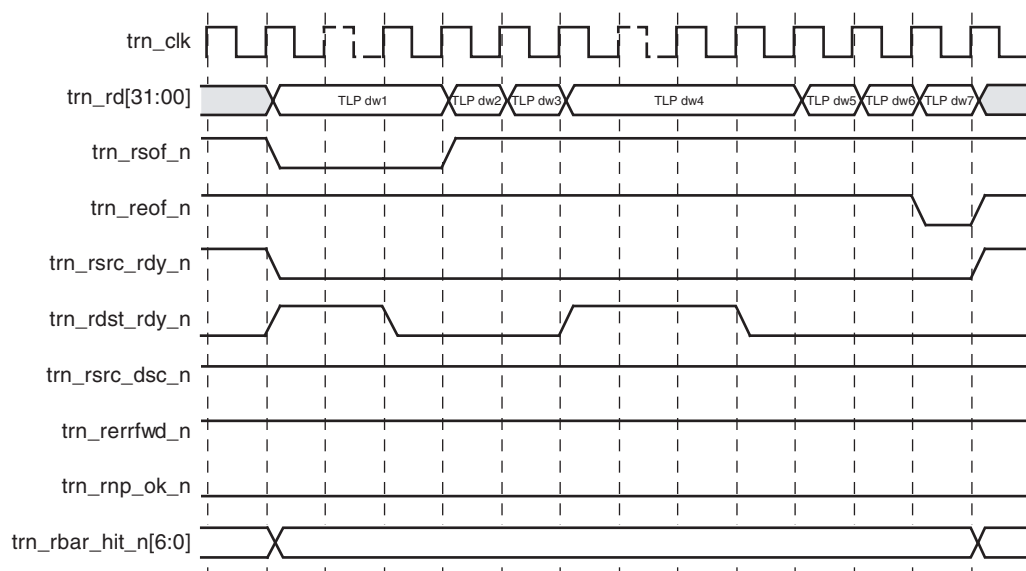 trn_clk
trn_rd[31:00]
TLP dw1 TLP dw2 TLP dw3 TLP dw4 TLP dw5 TLP dw6 TLP dw7
trn_rsof_n
trn_reof_n
trn_rsrc_rdy_n
trn_rdst_rdy_n
trn_rsrc_dsc_n
trn_rerrfwd_n
trn_rnp_ok_n
trn_rbar_hit_n[6:0]